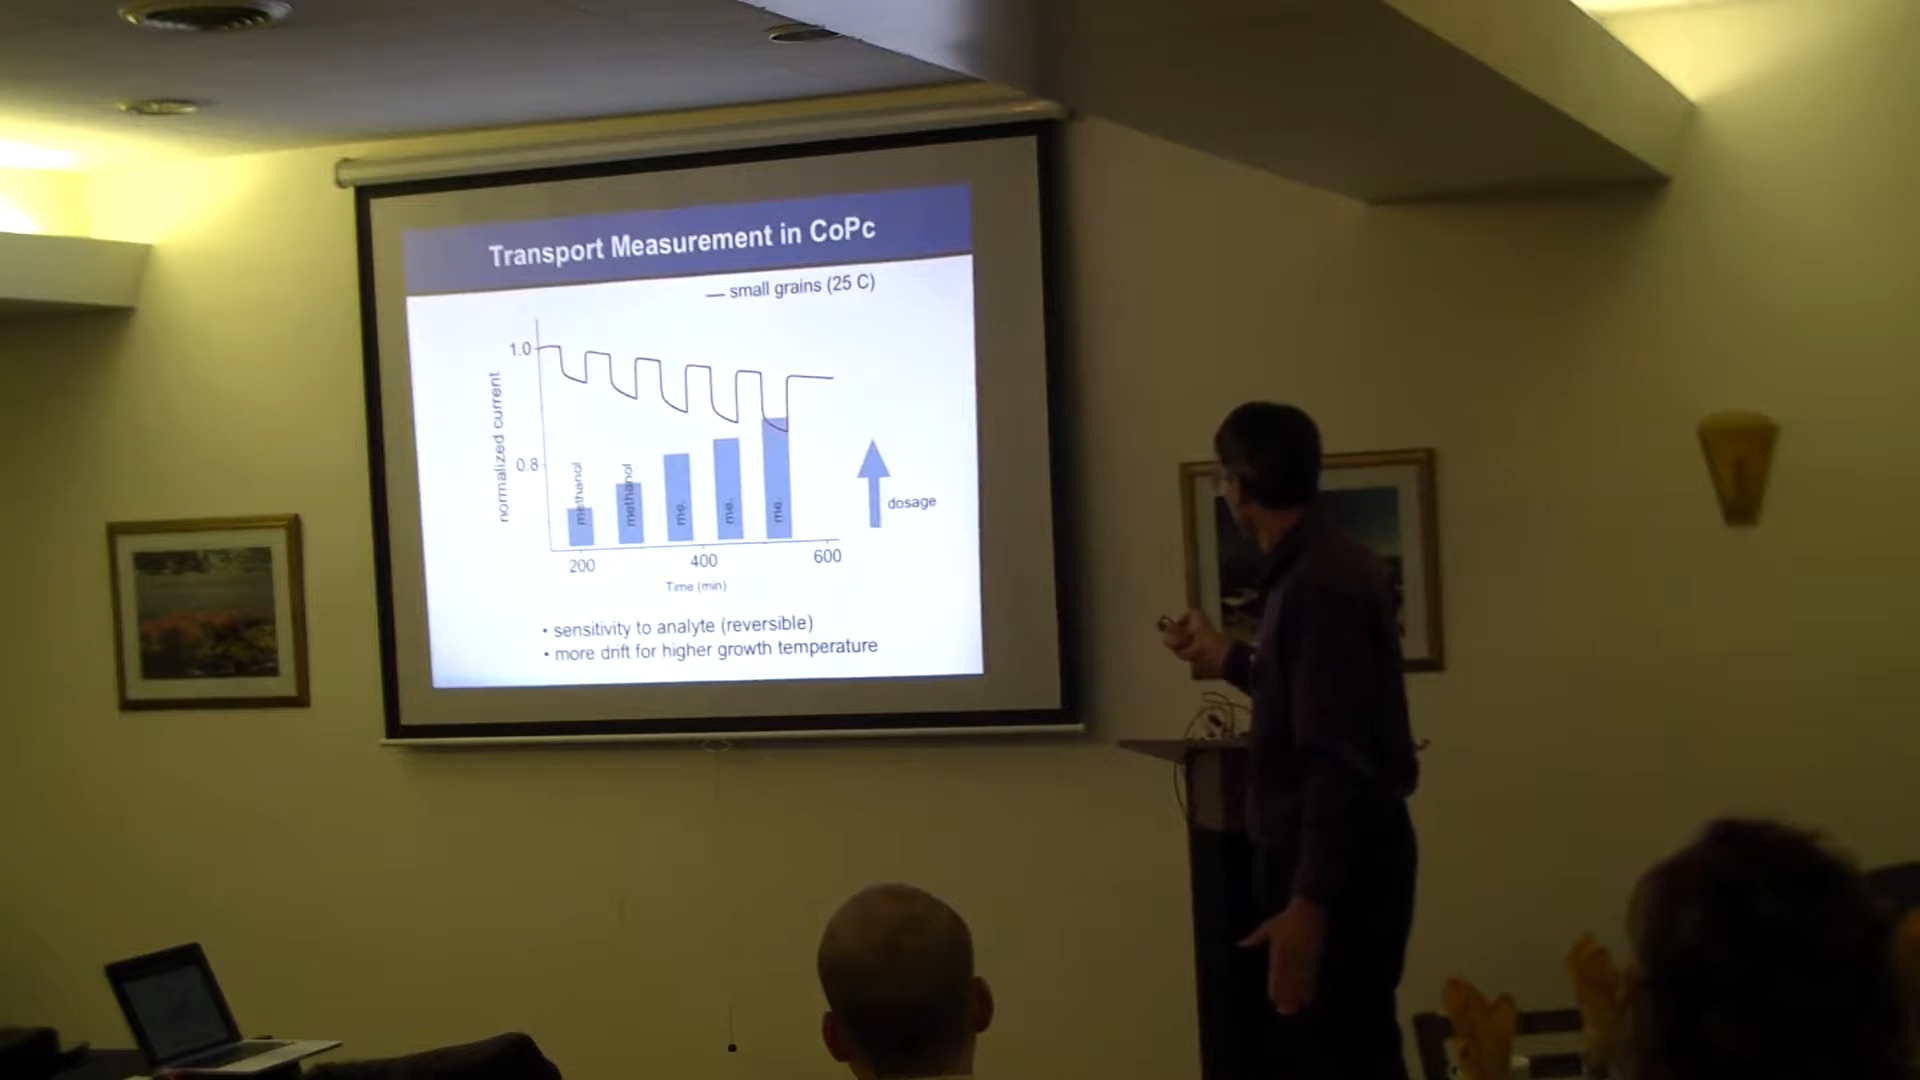 Transport Measurement in CoPc
— small grains (25 C)
1.0
0.8
normalized current
methanol
methanol
me.
me.
me.
dosage
200
400
600
Time (min)
• sensitivity to analyte (reversible)
• more drift for higher growth temperature